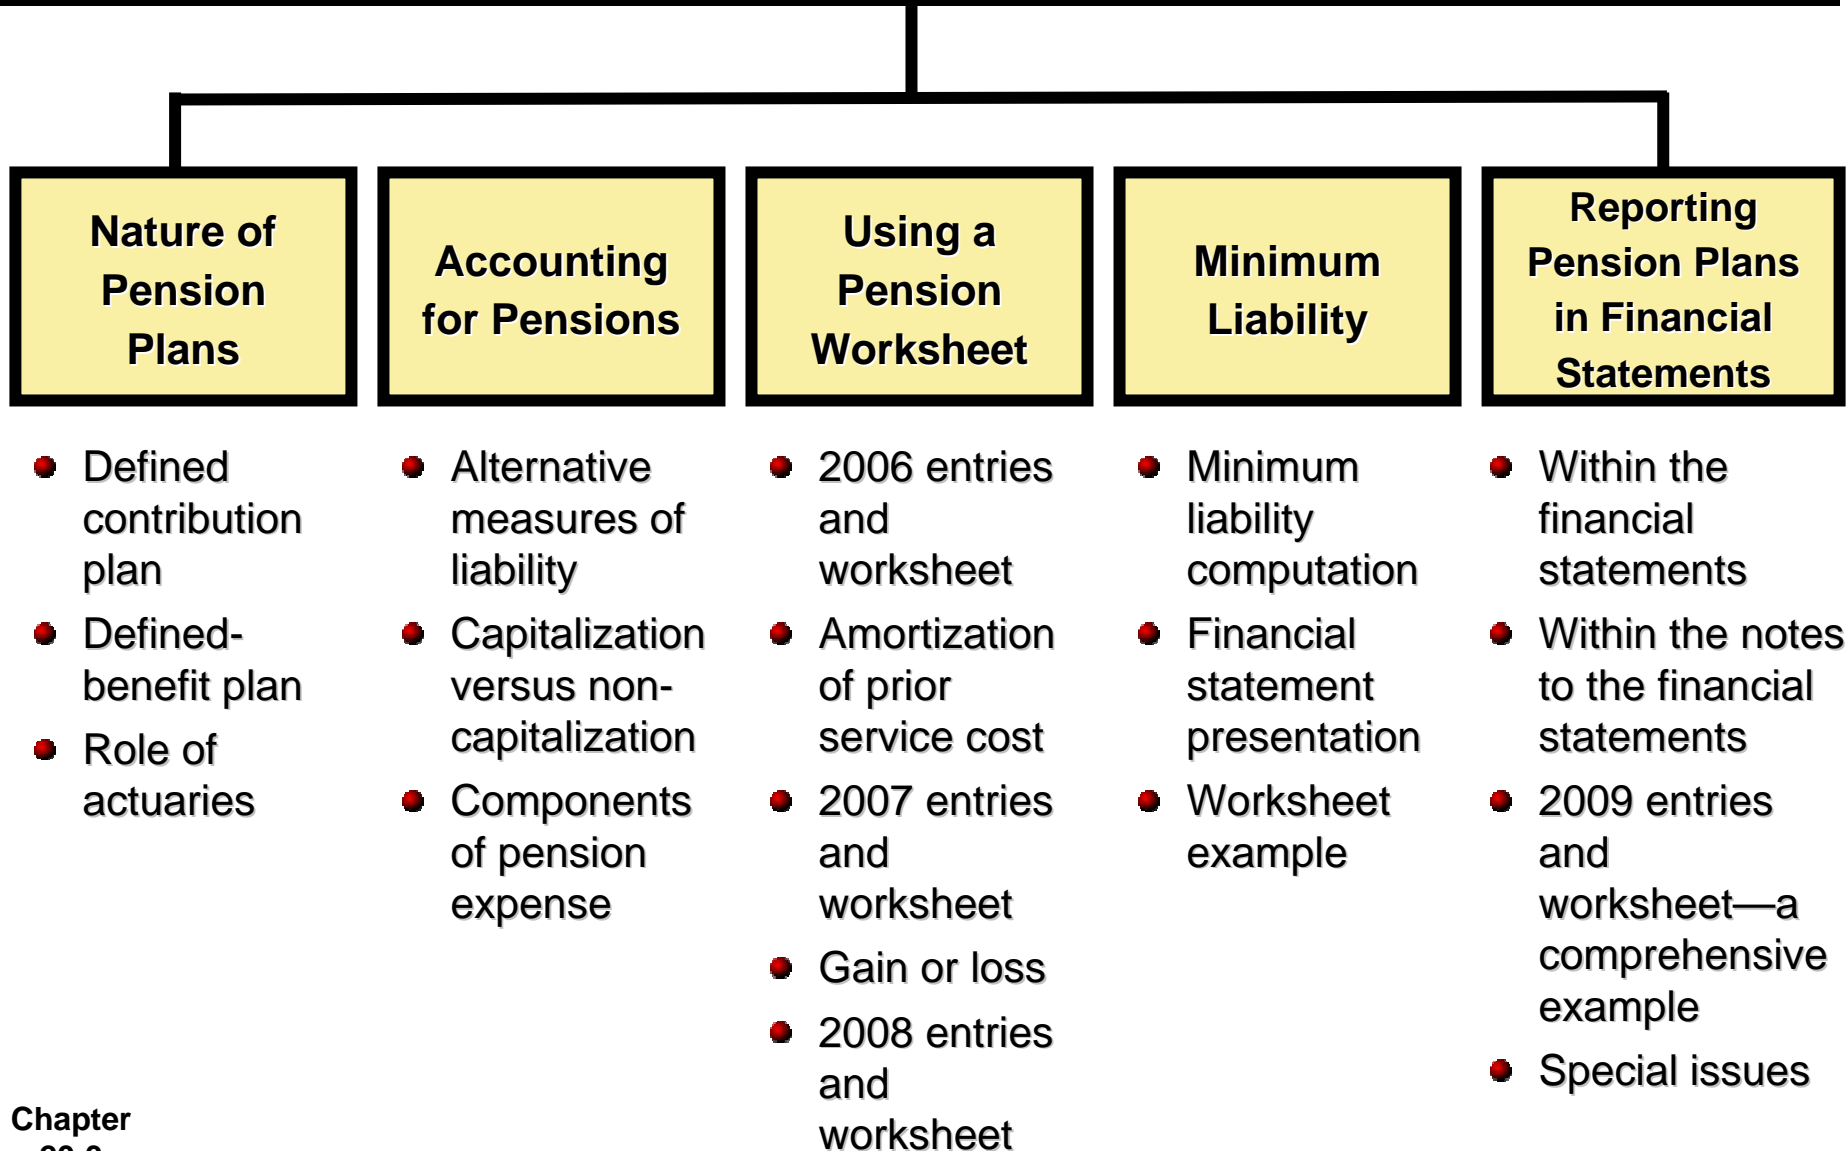 Nature of
Pension
Plans
Defined
contribution
plan
Defined-
benefit plan
Role of
actuaries
Accounting
for Pensions
Alternative
measures of
liability
Capitalization
versus non-
capitalization
Components
of pension
expense
Using a
Pension
Worksheet
2006 entries
and
worksheet
Amortization
of prior
service cost
2007 entries
and
worksheet
Gain or loss
2008 entries
and
worksheet
Minimum
Liability
Minimum
liability
computation
Financial
statement
presentation
Worksheet
example
Reporting
Pension Plans
in Financial
Statements
Within the
financial
statements
Within the notes
to the financial
statements
2009 entries
and
worksheet—a
comprehensive
example
Special issues
Chapter